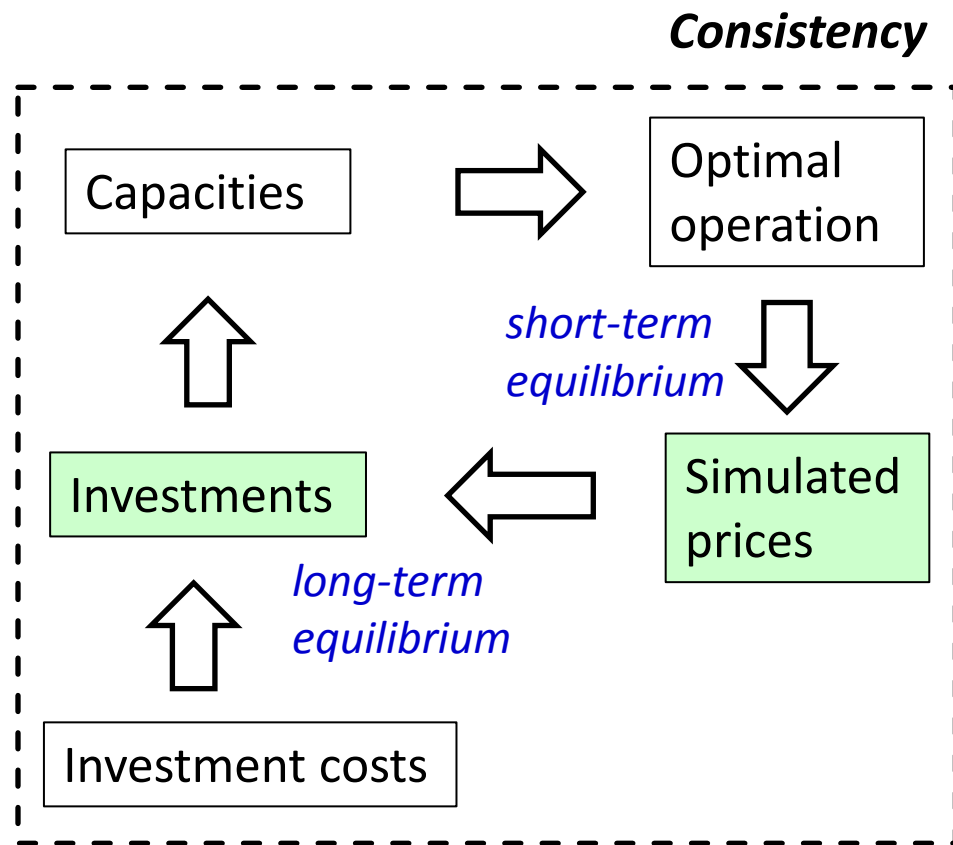 Consistency
Capacities
Optimal
operation
short-term
equilibrium
Simulated
prices
Investments
long-term
equilibrium
Investment costs